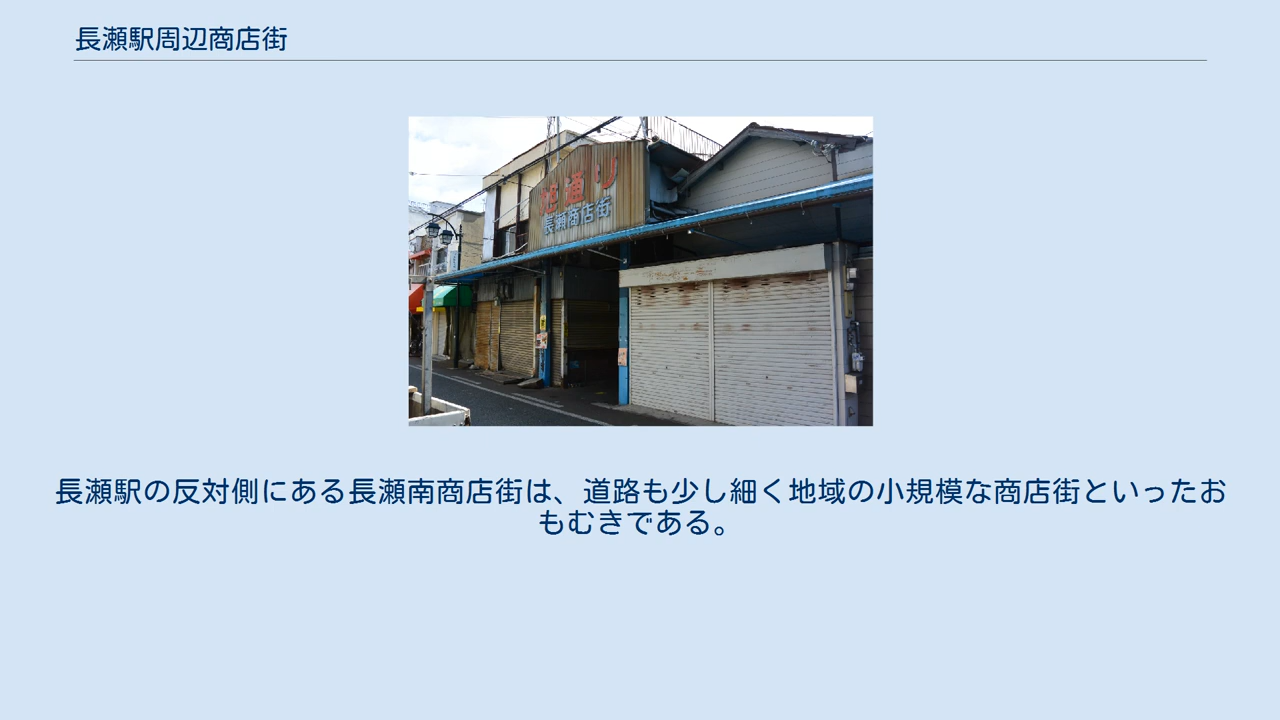 長瀬駅周辺商店街
通り
長瀬商店街
長瀬駅の反対側にある長瀬南商店街は、道路も少し細く地域の小規模な商店街といったお
もむきである。